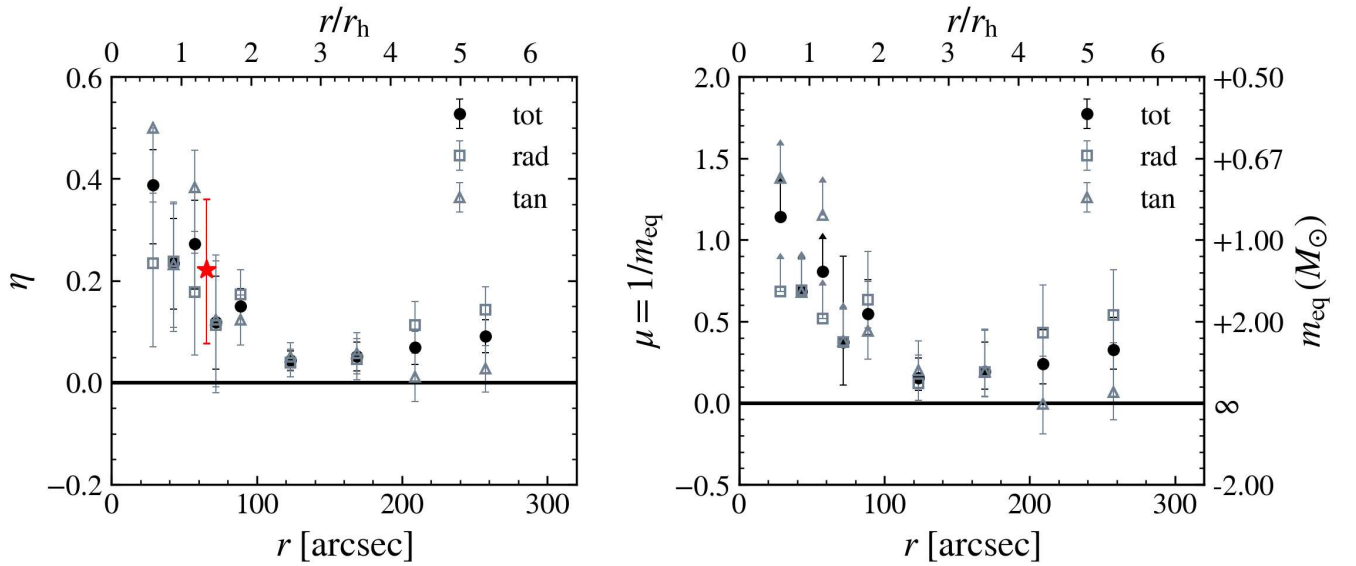 r/r_h
0 1 2 3 4 5 6
0.6
0.4
0.2
0.0
−0.2
η
tot
rad
tan
0 100 200 300
r [arcsec]
r/r_h
0 1 2 3 4 5 6
2.0
1.5
1.0
0.5
0.0
−0.5
μ = 1/m_eq
tot
rad
tan
+0.50
+0.67
+1.00
+2.00
∞
-2.00
m_eq (M_⊙)
0 100 200 300
r [arcsec]